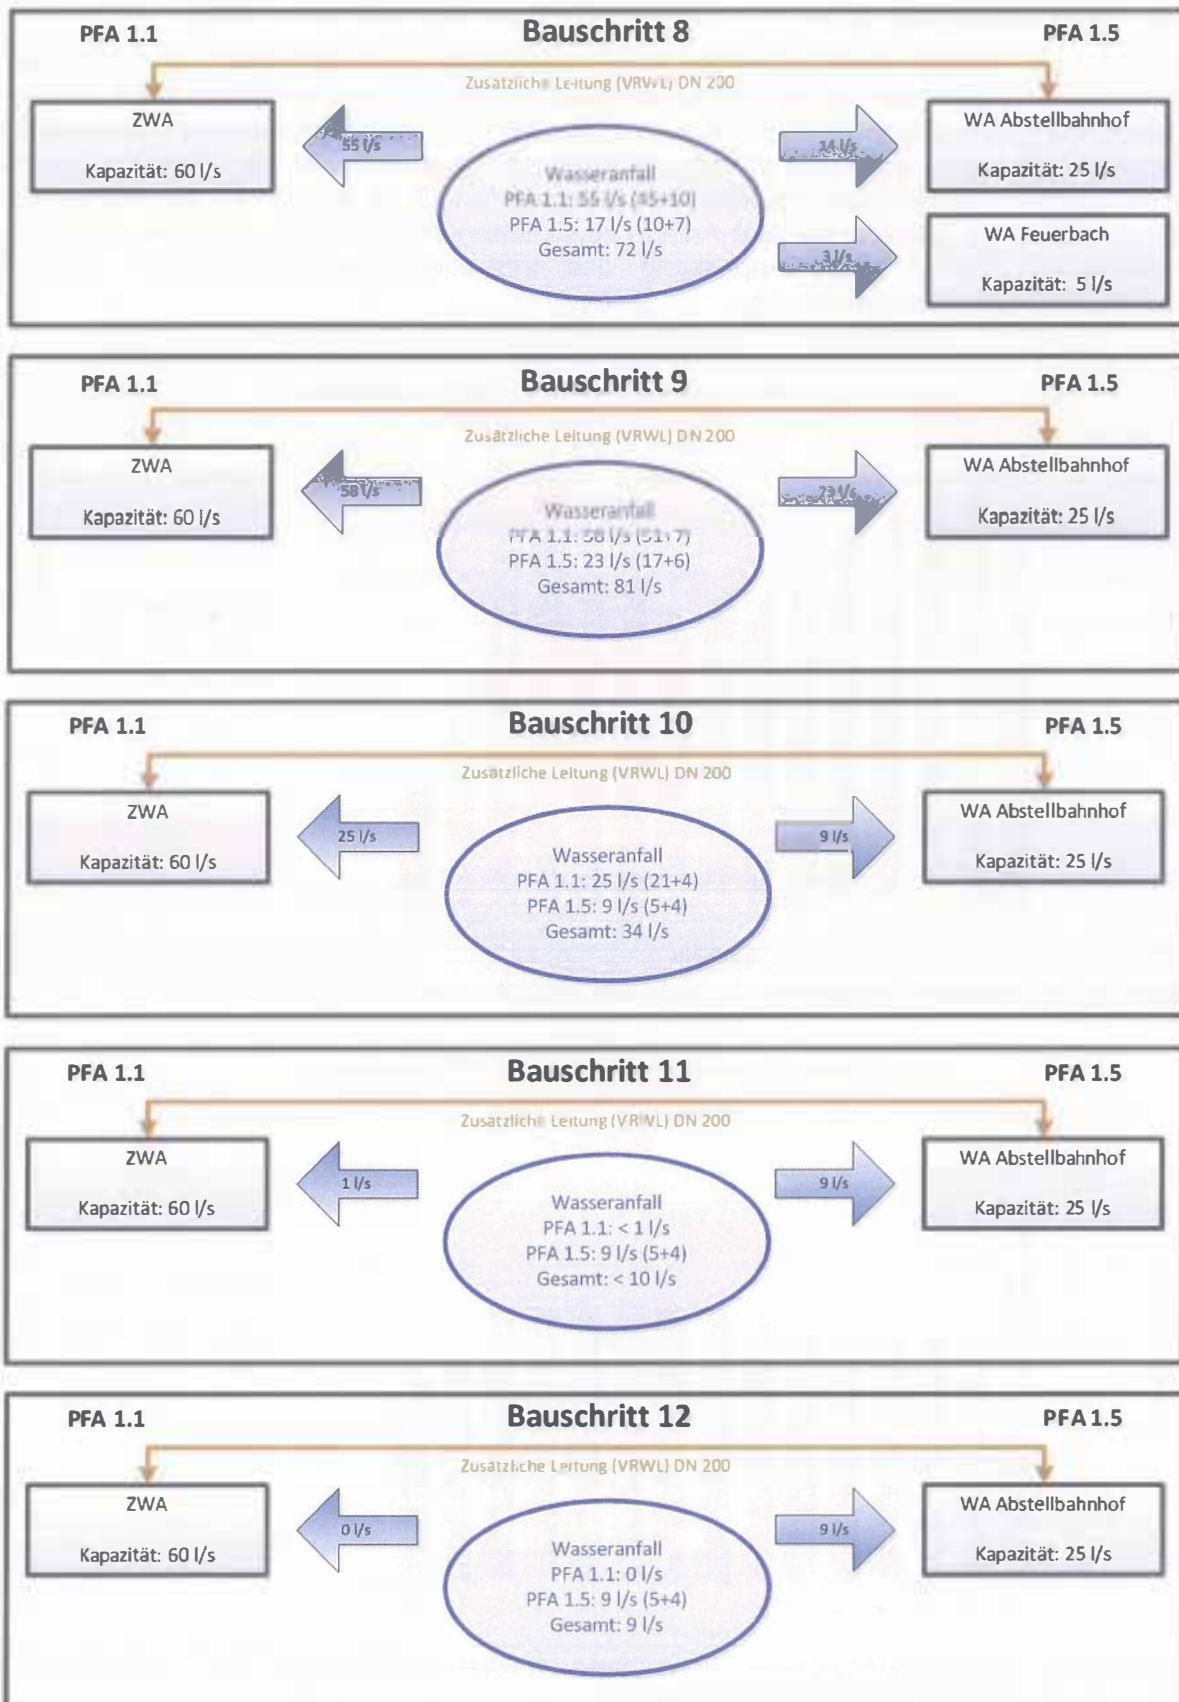 PFA 1.1
Bauschritt 8
PFA 1.5
Zusätzliche Leitung (VRWL) DN 200
ZWA
Kapazität: 60 l/s
55 l/s
Wasseranfall
PFA 1.1: 55 l/s (45+10)
PFA 1.5: 17 l/s (10+7)
Gesamt: 72 l/s
14 l/s
WA Abstellbahnhof
Kapazität: 25 l/s
3 l/s
WA Feuerbach
Kapazität: 5 l/s
PFA 1.1
Bauschritt 9
PFA 1.5
Zusätzliche Leitung (VRWL) DN 200
ZWA
Kapazität: 60 l/s
58 l/s
Wasseranfall
PFA 1.1: 58 l/s (51+7)
PFA 1.5: 23 l/s (17+6)
Gesamt: 81 l/s
23 l/s
WA Abstellbahnhof
Kapazität: 25 l/s
PFA 1.1
Bauschritt 10
PFA 1.5
Zusätzliche Leitung (VRWL) DN 200
ZWA
Kapazität: 60 l/s
25 l/s
Wasseranfall
PFA 1.1: 25 l/s (21+4)
PFA 1.5: 9 l/s (5+4)
Gesamt: 34 l/s
9 l/s
WA Abstellbahnhof
Kapazität: 25 l/s
PFA 1.1
Bauschritt 11
PFA 1.5
Zusätzliche Leitung (VRWL) DN 200
ZWA
Kapazität: 60 l/s
1 l/s
Wasseranfall
PFA 1.1: < 1 l/s
PFA 1.5: 9 l/s (5+4)
Gesamt: < 10 l/s
9 l/s
WA Abstellbahnhof
Kapazität: 25 l/s
PFA 1.1
Bauschritt 12
PFA 1.5
Zusätzliche Leitung (VRWL) DN 200
ZWA
Kapazität: 60 l/s
0 l/s
Wasseranfall
PFA 1.1: 0 l/s
PFA 1.5: 9 l/s (5+4)
Gesamt: 9 l/s
9 l/s
WA Abstellbahnhof
Kapazität: 25 l/s